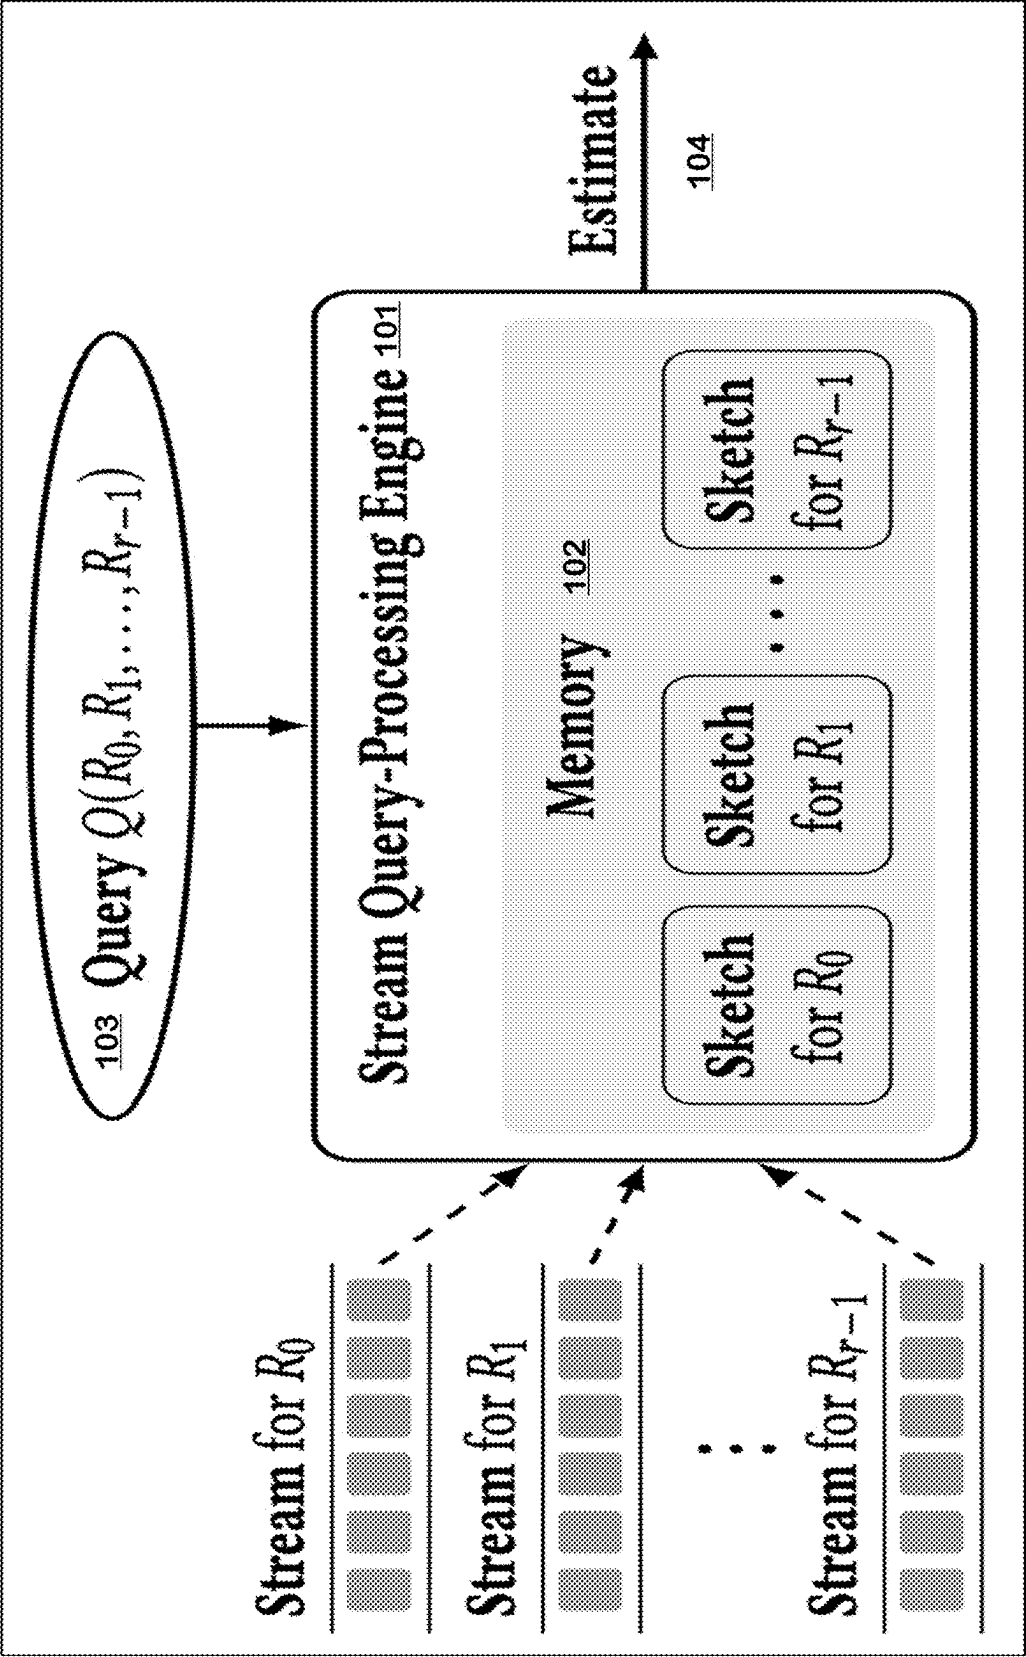 103 Query Q(R₀, R₁, . . . , Rᵣ₋₁)
Stream for R₀
Stream for R₁
Stream for Rᵣ₋₁
Stream Query-Processing Engine 101
Memory 102
Sketch
for R₀
Sketch
for R₁
. . .
Sketch
for Rᵣ₋₁
Estimate
104